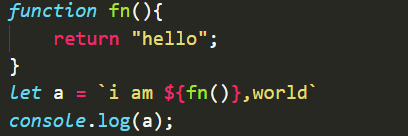 function fn(){
    return "hello";
}
let a = `i am ${fn()},world`
console.log(a);